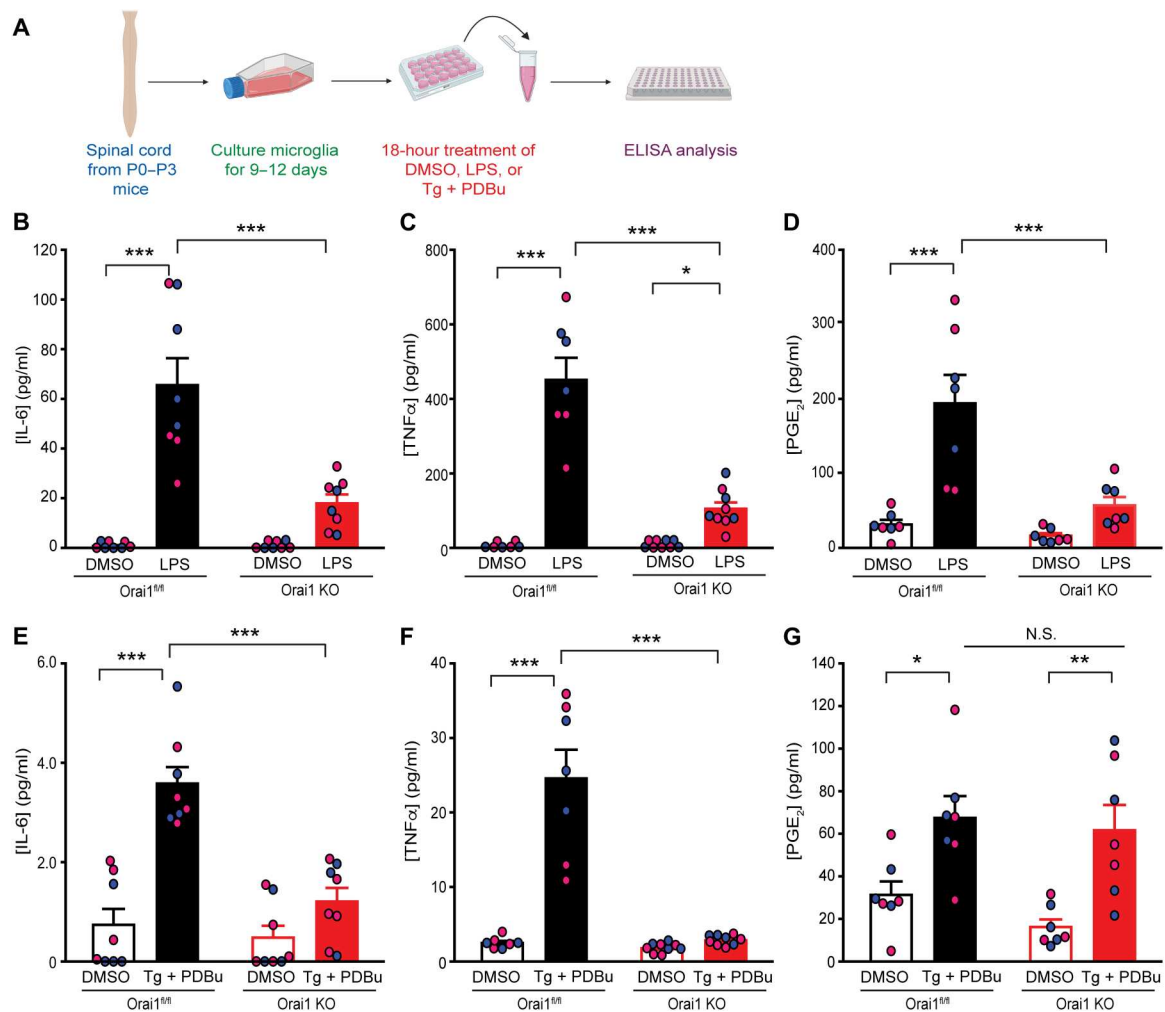 A
Spinal cord
from P0–P3
mice
Culture microglia
for 9–12 days
18-hour treatment of
DMSO, LPS, or
Tg + PDBu
ELISA analysis
B
[IL-6] (pg/ml)
120
100
80
60
40
20
0
***
***
DMSO LPS DMSO LPS
Orai1fl/fl Orai1 KO
C
[TNFα] (pg/ml)
800
600
400
200
0
***
***
*
DMSO LPS DMSO LPS
Orai1fl/fl Orai1 KO
D
[PGE2] (pg/ml)
400
300
200
100
0
***
***
DMSO LPS DMSO LPS
Orai1fl/fl Orai1 KO
E
[IL-6] (pg/ml)
6.0
4.0
2.0
0
***
***
DMSO Tg + PDBu DMSO Tg + PDBu
Orai1fl/fl Orai1 KO
F
[TNFα] (pg/ml)
40
30
20
10
0
***
***
DMSO Tg + PDBu DMSO Tg + PDBu
Orai1fl/fl Orai1 KO
G
[PGE2] (pg/ml)
140
120
100
80
60
40
20
0
N.S.
*
**
DMSO Tg + PDBu DMSO Tg + PDBu
Orai1fl/fl Orai1 KO